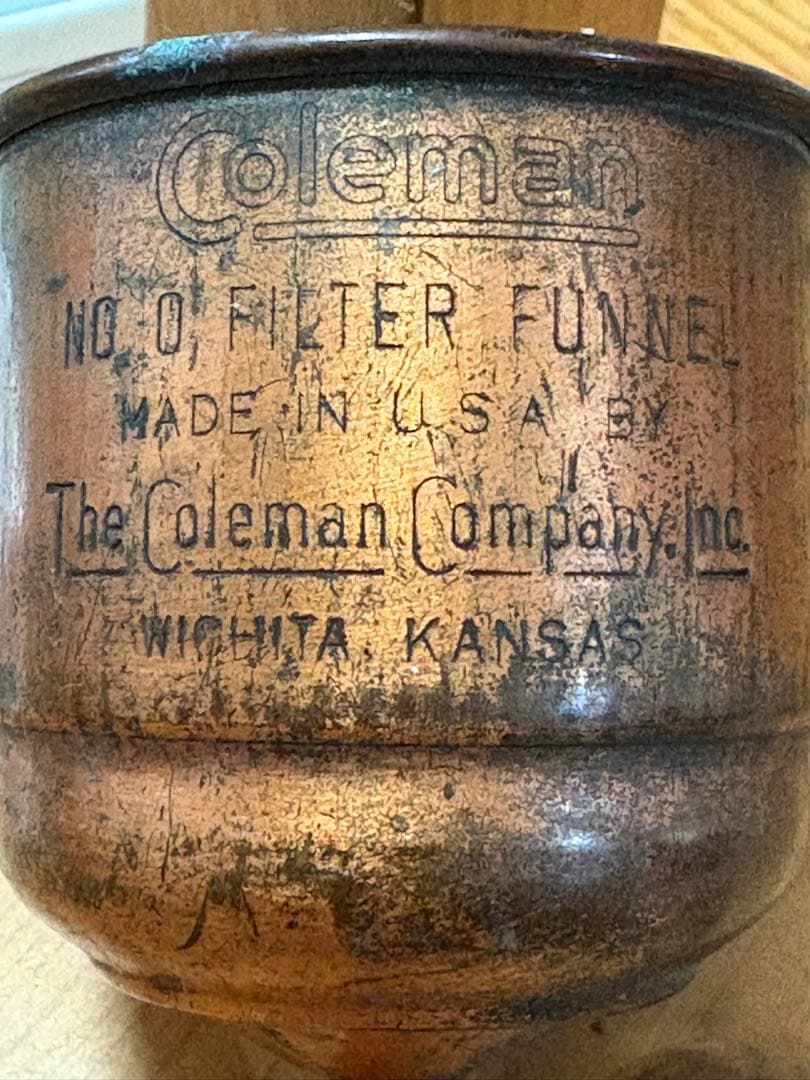 Coleman
NO. 0 FILTER FUNNEL
MADE IN U.S.A. BY
The Coleman Company, Inc.
WICHITA, KANSAS